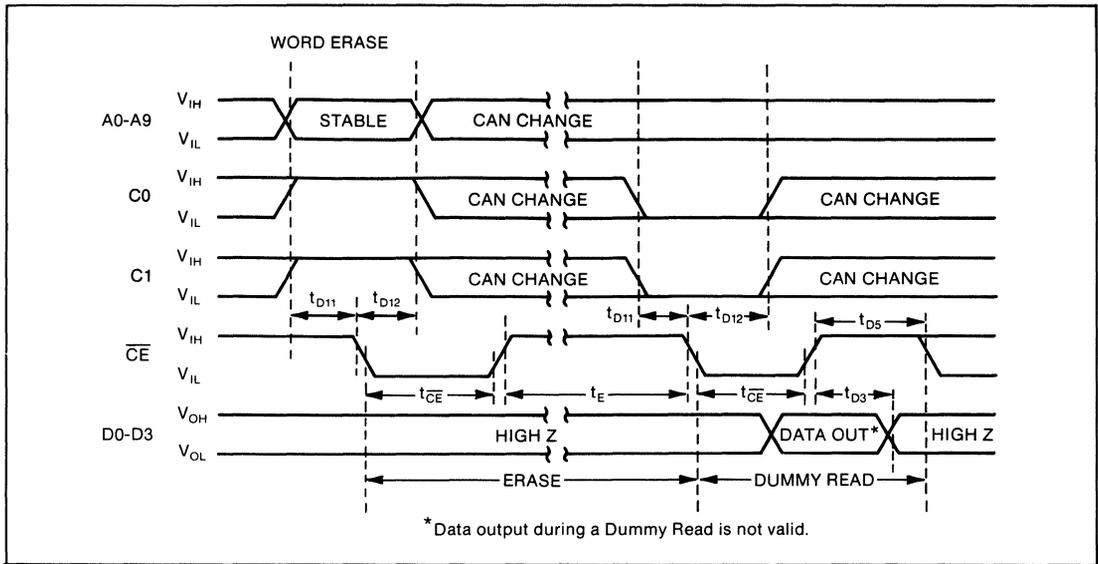 WORD ERASE
A0-A9 VIH STABLE CAN CHANGE
VIL
C0 VIH CAN CHANGE CAN CHANGE
VIL
C1 VIH CAN CHANGE CAN CHANGE
VIL
tD11 tD12 tD11 tD12 tD5
CE VIH
VIL
tCE tE tCE tD3
D0-D3 VOH HIGH Z DATA OUT* HIGH Z
VOL
ERASE DUMMY READ
*Data output during a Dummy Read is not valid.